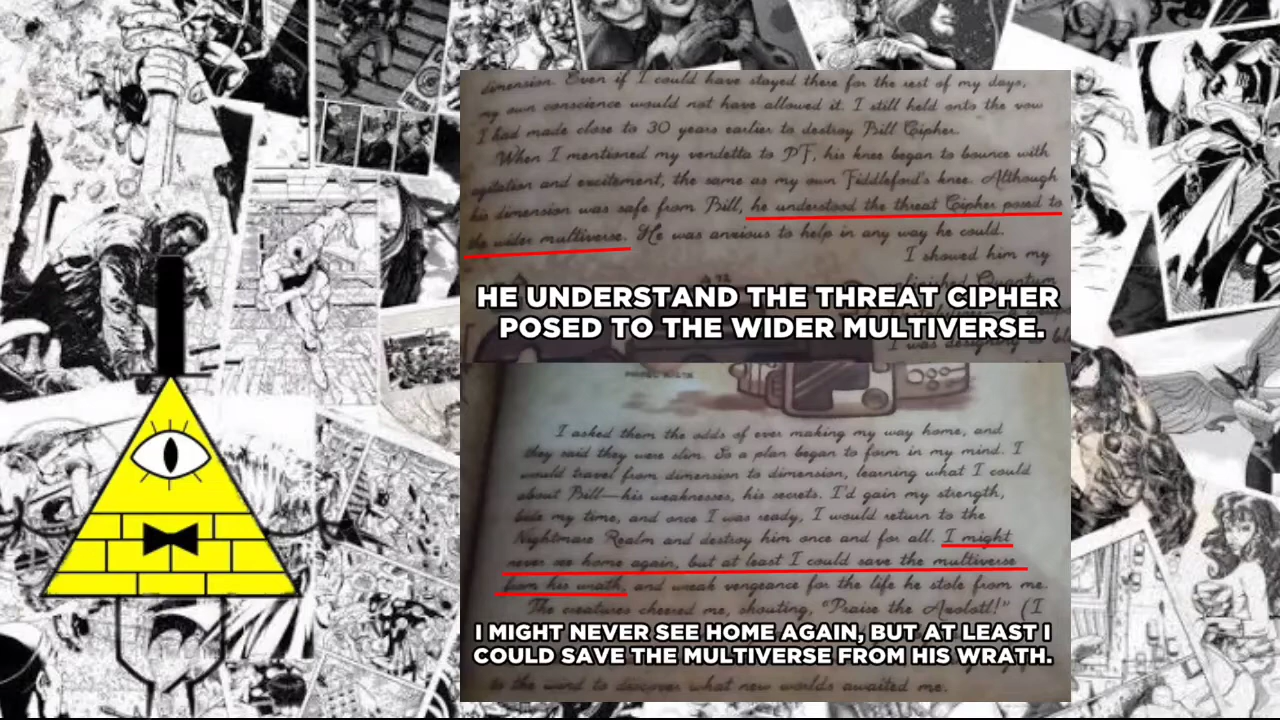 dimension. Even if I could have stayed there for the rest of my days,
my own conscience would not have allowed it. I still held onto the vow
I had made close to 30 years earlier to destroy Bill Cipher.
When I mentioned my vendetta to PF, his knee began to bounce with
agitation and excitement, the same as my own Fiddleford's knee. Although
his dimension was safe from Bill, he understood the threat Cipher posed to
the wider multiverse. He was anxious to help in any way he could.
I showed him my
HE UNDERSTAND THE THREAT CIPHER
POSED TO THE WIDER MULTIVERSE.
I was designing
I asked them the odds of ever making my way home, and
they said they were slim. So a plan began to form in my mind. I
would travel from dimension to dimension, learning what I could
about Bill—his weaknesses, his secrets. I'd gain my strength,
bide my time, and once I was ready, I would return to the
Nightmare Realm and destroy him once and for all. I might
never see home again, but at least I could save the multiverse
from his wrath and wreak vengeance for the life he stole from me.
The creatures cheered me, shouting, "Praise the Axolotl!" (I
I MIGHT NEVER SEE HOME AGAIN, BUT AT LEAST I
COULD SAVE THE MULTIVERSE FROM HIS WRATH.
to the wind to discover what new worlds awaited me.